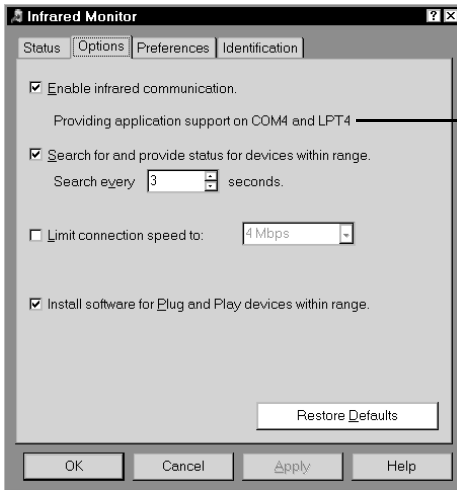 Infrared Monitor
Status Options Preferences Identification
Enable infrared communication.
Providing application support on COM4 and LPT4
Search for and provide status for devices within range.
Search every 3 seconds.
Limit connection speed to: 4 Mbps
Install software for Plug and Play devices within range.
Restore Defaults
OK Cancel Apply Help